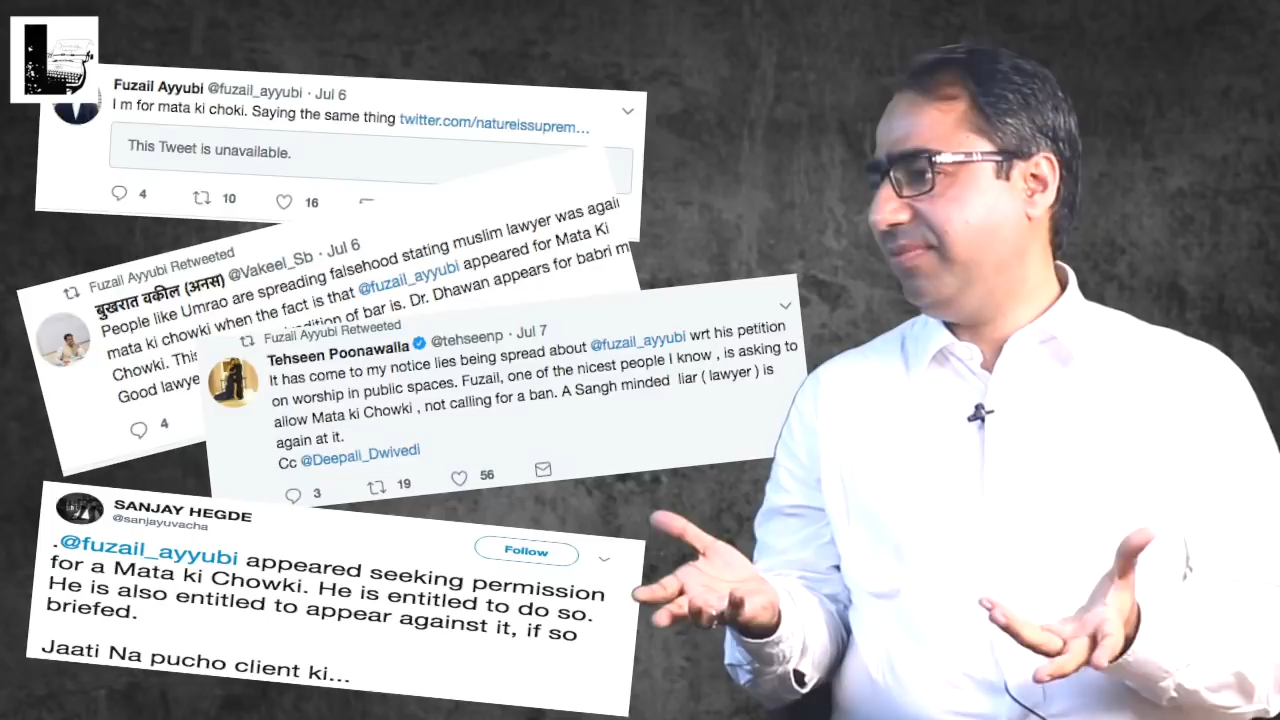 Fuzail Ayyubi @fuzail_ayyubi · Jul 6
I m for mata ki choki. Saying the same thing twitter.com/natureissuprem...
This Tweet is unavailable.
4 10 16
Fuzail Ayyubi Retweeted
बुखरात वकील (अनस) @Vakeel_Sb · Jul 6
People like Umrao are spreading falsehood stating muslim lawyer was again
mata ki chowki when the fact is that @fuzail_ayyubi appeared for Mata Ki
Chowki. This of bar is. Dr. Dhawan appears for babri
Good
4
Fuzail Ayyubi Retweeted
Tehseen Poonawalla @tehseenp · Jul 7
It has come to my notice lies being spread about @fuzail_ayyubi wrt his petition
on worship in public spaces. Fuzail, one of the nicest people I know , is asking to
allow Mata ki Chowki , not calling for a ban. A Sangh minded liar ( lawyer ) is
again at it.
Cc @Deepali_Dwivedi
3 19 56
SANJAY HEGDE
@sanjayuvacha
Follow
.@fuzail_ayyubi appeared seeking permission
for a Mata ki Chowki. He is entitled to do so.
He is also entitled to appear against it, if so
briefed.
Jaati Na pucho client ki...